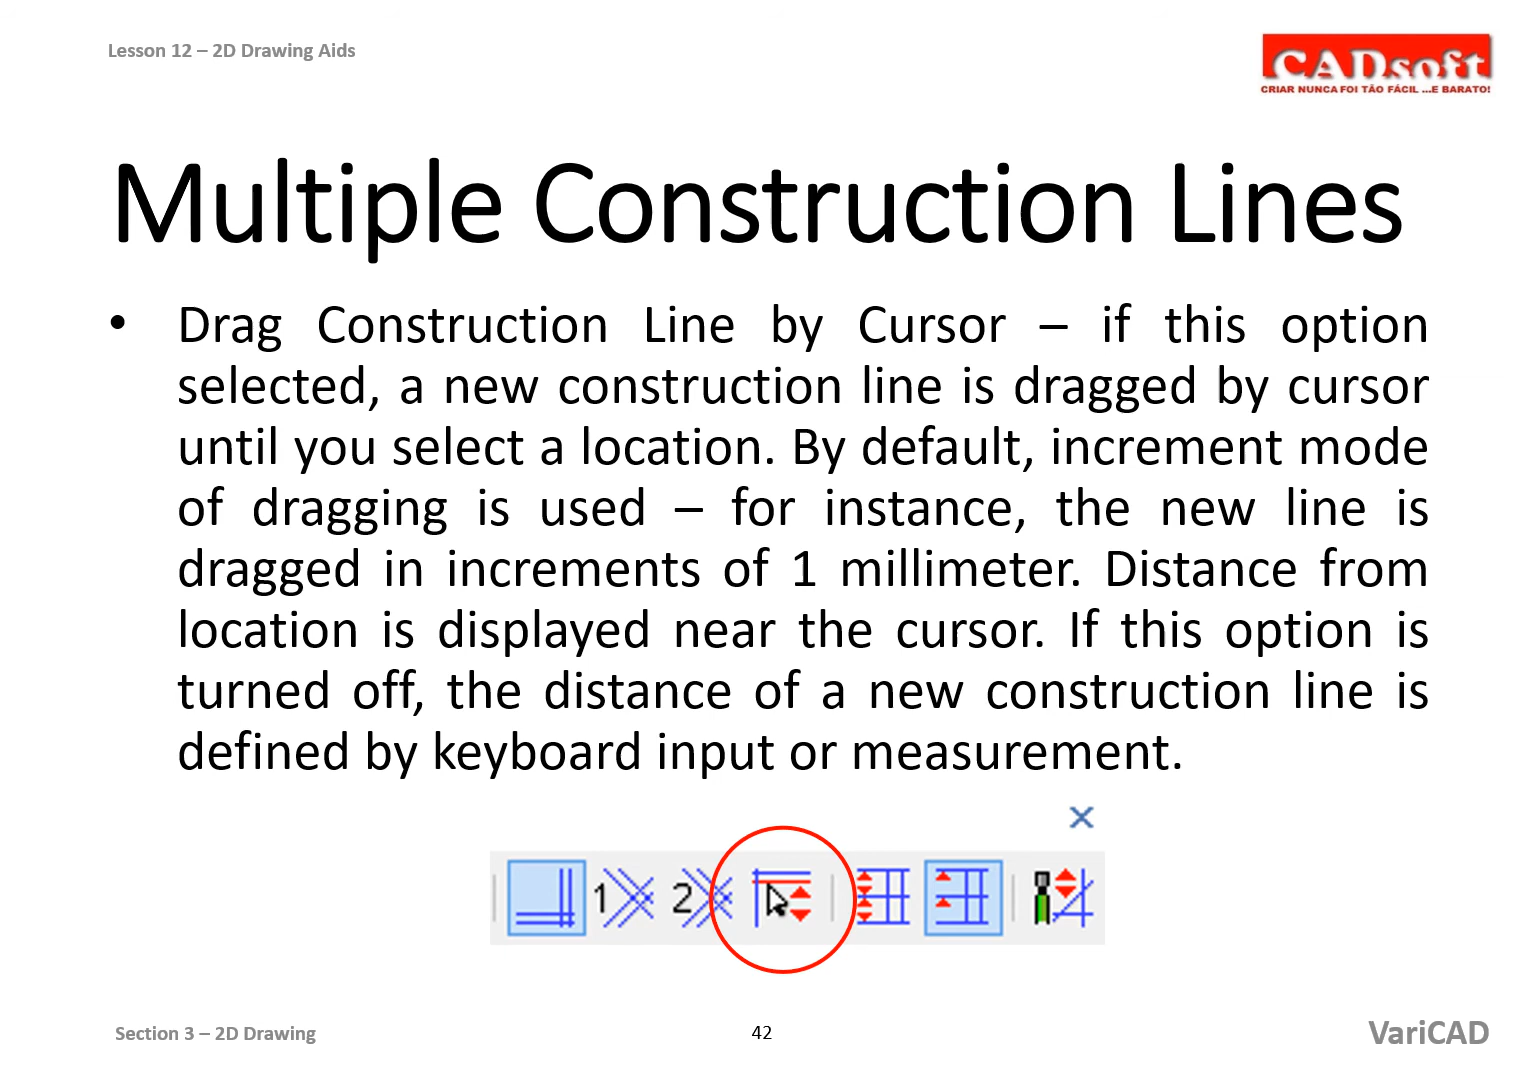 Lesson 12 – 2D Drawing Aids
CADsoft
CRIAR NUNCA FOI TÃO FÁCIL ...E BARATO!
Multiple Construction Lines
• Drag Construction Line by Cursor – if this option
selected, a new construction line is dragged by cursor
until you select a location. By default, increment mode
of dragging is used – for instance, the new line is
dragged in increments of 1 millimeter. Distance from
location is displayed near the cursor. If this option is
turned off, the distance of a new construction line is
defined by keyboard input or measurement.
1 2
Section 3 – 2D Drawing
42
VariCAD